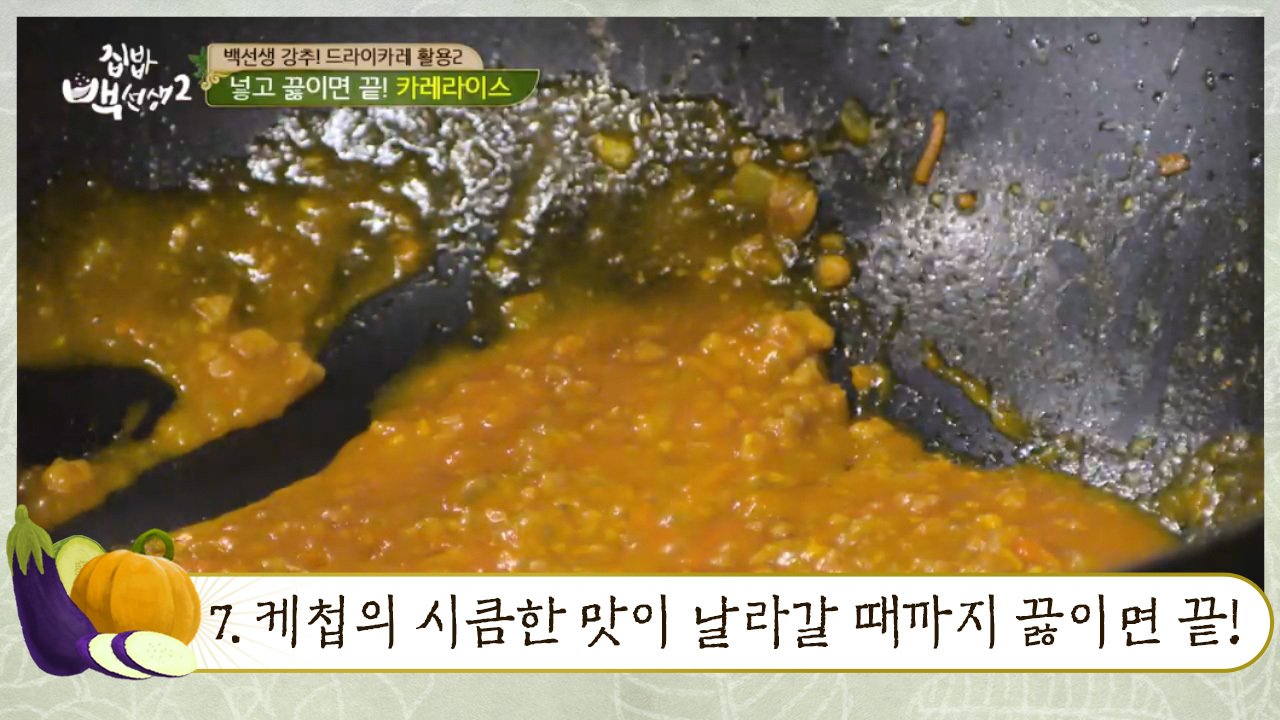 집밥
백선생2
백선생 강추! 드라이카레 활용2
넣고 끓이면 끝! 카레라이스
7. 케첩의 시큼한 맛이 날라갈 때까지 끓이면 끝!